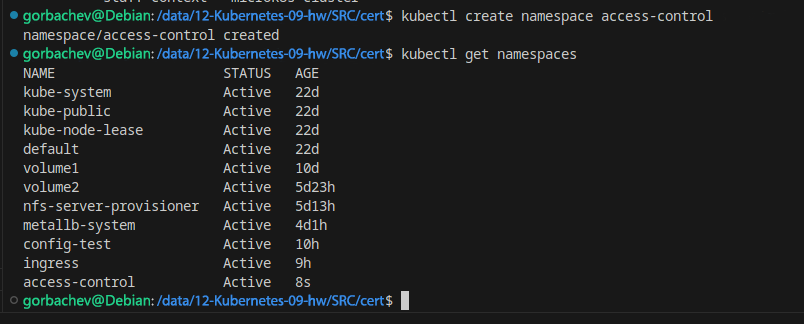 gorbachev@Debian:/data/12-Kubernetes-09-hw/SRC/cert$ kubectl create namespace access-control
namespace/access-control created
gorbachev@Debian:/data/12-Kubernetes-09-hw/SRC/cert$ kubectl get namespaces
NAME                     STATUS   AGE
kube-system              Active   22d
kube-public              Active   22d
kube-node-lease          Active   22d
default                  Active   22d
volume1                  Active   10d
volume2                  Active   5d23h
nfs-server-provisioner   Active   5d13h
metallb-system           Active   4d1h
config-test              Active   10h
ingress                  Active   9h
access-control           Active   8s
gorbachev@Debian:/data/12-Kubernetes-09-hw/SRC/cert$